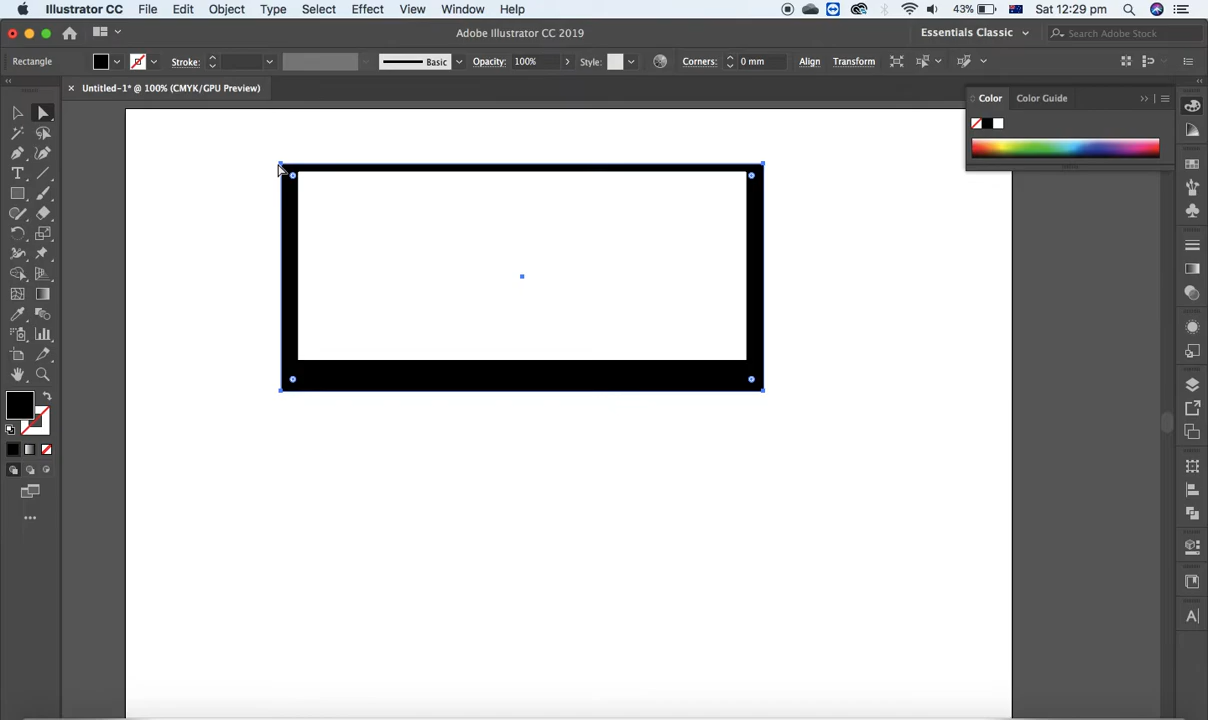 Illustrator CC File Edit Object Type Select Effect View Window Help 43% Sat 12:29 pm
Adobe Illustrator CC 2019 Essentials Classic Search Adobe Stock
Rectangle Stroke: Basic Opacity: 100% Style: Corners: 0 mm Align Transform
× Untitled-1* @ 100% (CMYK/GPU Preview)
Color Color Guide